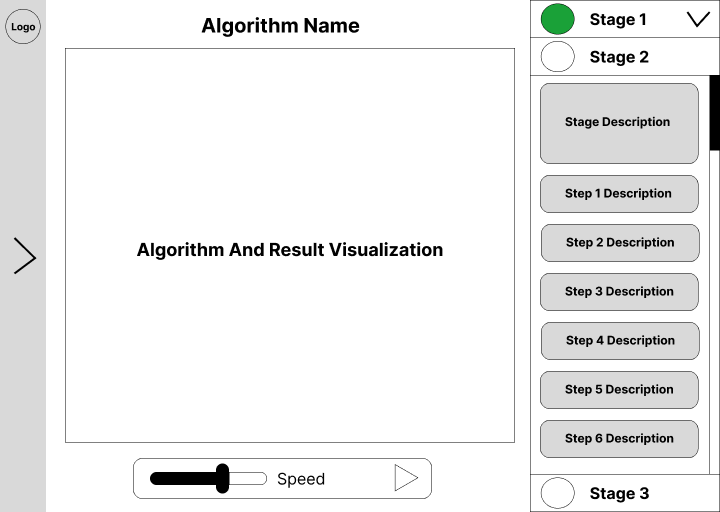 Logo
Algorithm Name
Algorithm And Result Visualization
Speed
Stage 1
Stage 2
Stage Description
Step 1 Description
Step 2 Description
Step 3 Description
Step 4 Description
Step 5 Description
Step 6 Description
Stage 3